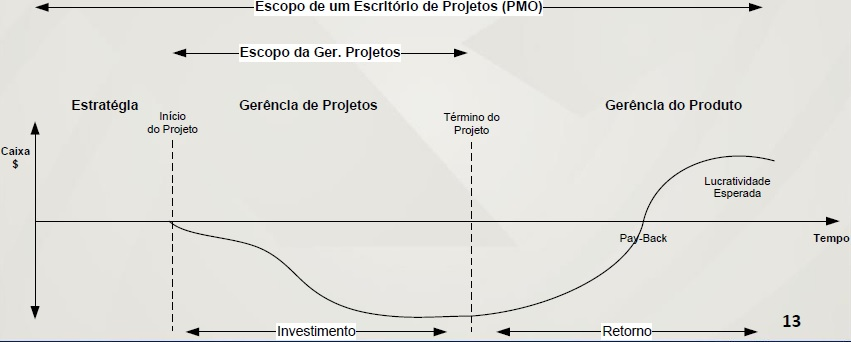 Escopo de um Escritório de Projetos (PMO)
Escopo da Ger. Projetos
Estratégia
Gerência de Projetos
Gerência do Produto
Início
do Projeto
Término do
Projeto
Caixa
$
Lucratividade
Esperada
Pay-Back
Tempo
Investimento
Retorno
13